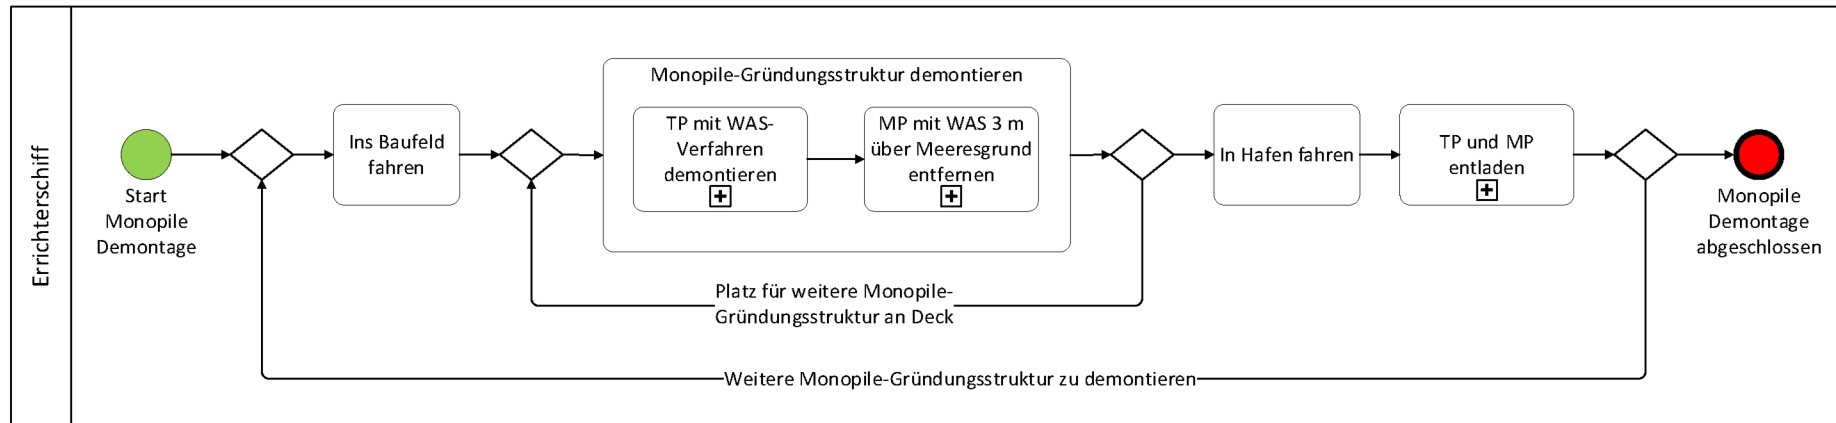 Errichterschiff
Start
Monopile
Demontage
Ins Baufeld
fahren
Monopile-Gründungsstruktur demontieren
TP mit WAS-
Verfahren
demontieren
MP mit WAS 3 m
über Meeresgrund
entfernen
Platz für weitere Monopile-
Gründungsstruktur an Deck
In Hafen fahren
TP und MP
entladen
Weitere Monopile-Gründungsstruktur zu demontieren
Monopile
Demontage
abgeschlossen